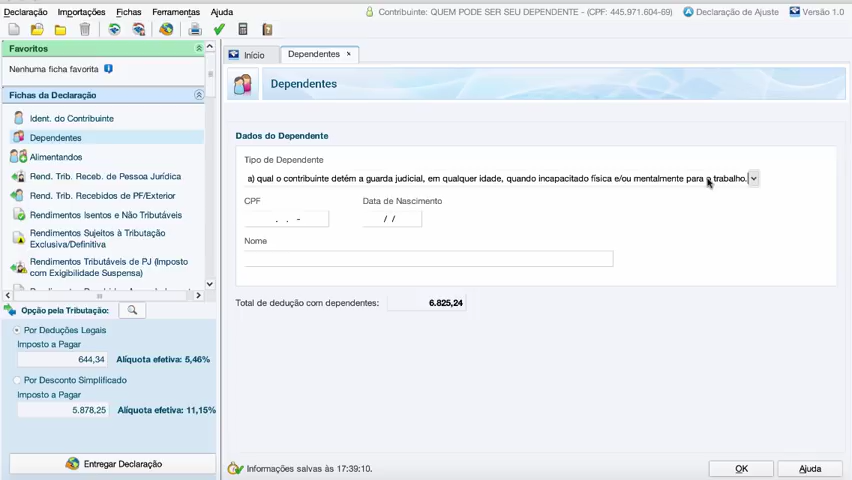 Declaração Importações Fichas Ferramentas Ajuda
Contribuinte: QUEM PODE SER SEU DEPENDENTE - (CPF: 445.971.604-69) Declaração de Ajuste Versão 1.0
Favoritos
Nenhuma ficha favorita
Fichas da Declaração
Ident. do Contribuinte
Dependentes
Alimentandos
Rend. Trib. Receb. de Pessoa Jurídica
Rend. Trib. Recebidos de PF/Exterior
Rendimentos Isentos e Não Tributáveis
Rendimentos Sujeitos à Tributação
Exclusiva/Definitiva
Rendimentos Tributáveis de PJ (Imposto
com Exigibilidade Suspensa)
Opção pela Tributação:
Por Deduções Legais
Imposto a Pagar
644,34 Alíquota efetiva: 5,46%
Por Desconto Simplificado
Imposto a Pagar
5.878,25 Alíquota efetiva: 11,15%
Entregar Declaração
Início Dependentes ×
Dependentes
Dados do Dependente
Tipo de Dependente
a) qual o contribuinte detém a guarda judicial, em qualquer idade, quando incapacitado física e/ou mentalmente para o trabalho.
CPF Data de Nascimento
. . - / /
Nome
Total de dedução com dependentes: 6.825,24
Informações salvas às 17:39:10.
OK Ajuda